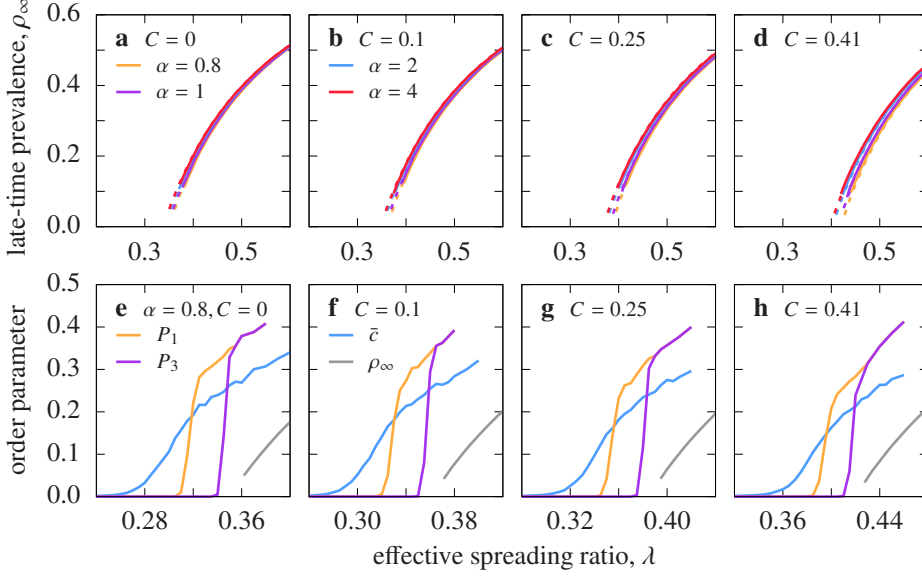 late-time prevalence, ρ∞
0.6
0.4
0.2
0.0
a C = 0
α = 0.8
α = 1
b C = 0.1
α = 2
α = 4
c C = 0.25
d C = 0.41
0.3 0.5 0.3 0.5 0.3 0.5 0.3 0.5
order parameter
0.5
0.4
0.3
0.2
0.1
0.0
e α = 0.8, C = 0
P1
P3
f C = 0.1
c̄
ρ∞
g C = 0.25
h C = 0.41
0.28 0.36 0.30 0.38 0.32 0.40 0.36 0.44
effective spreading ratio, λ